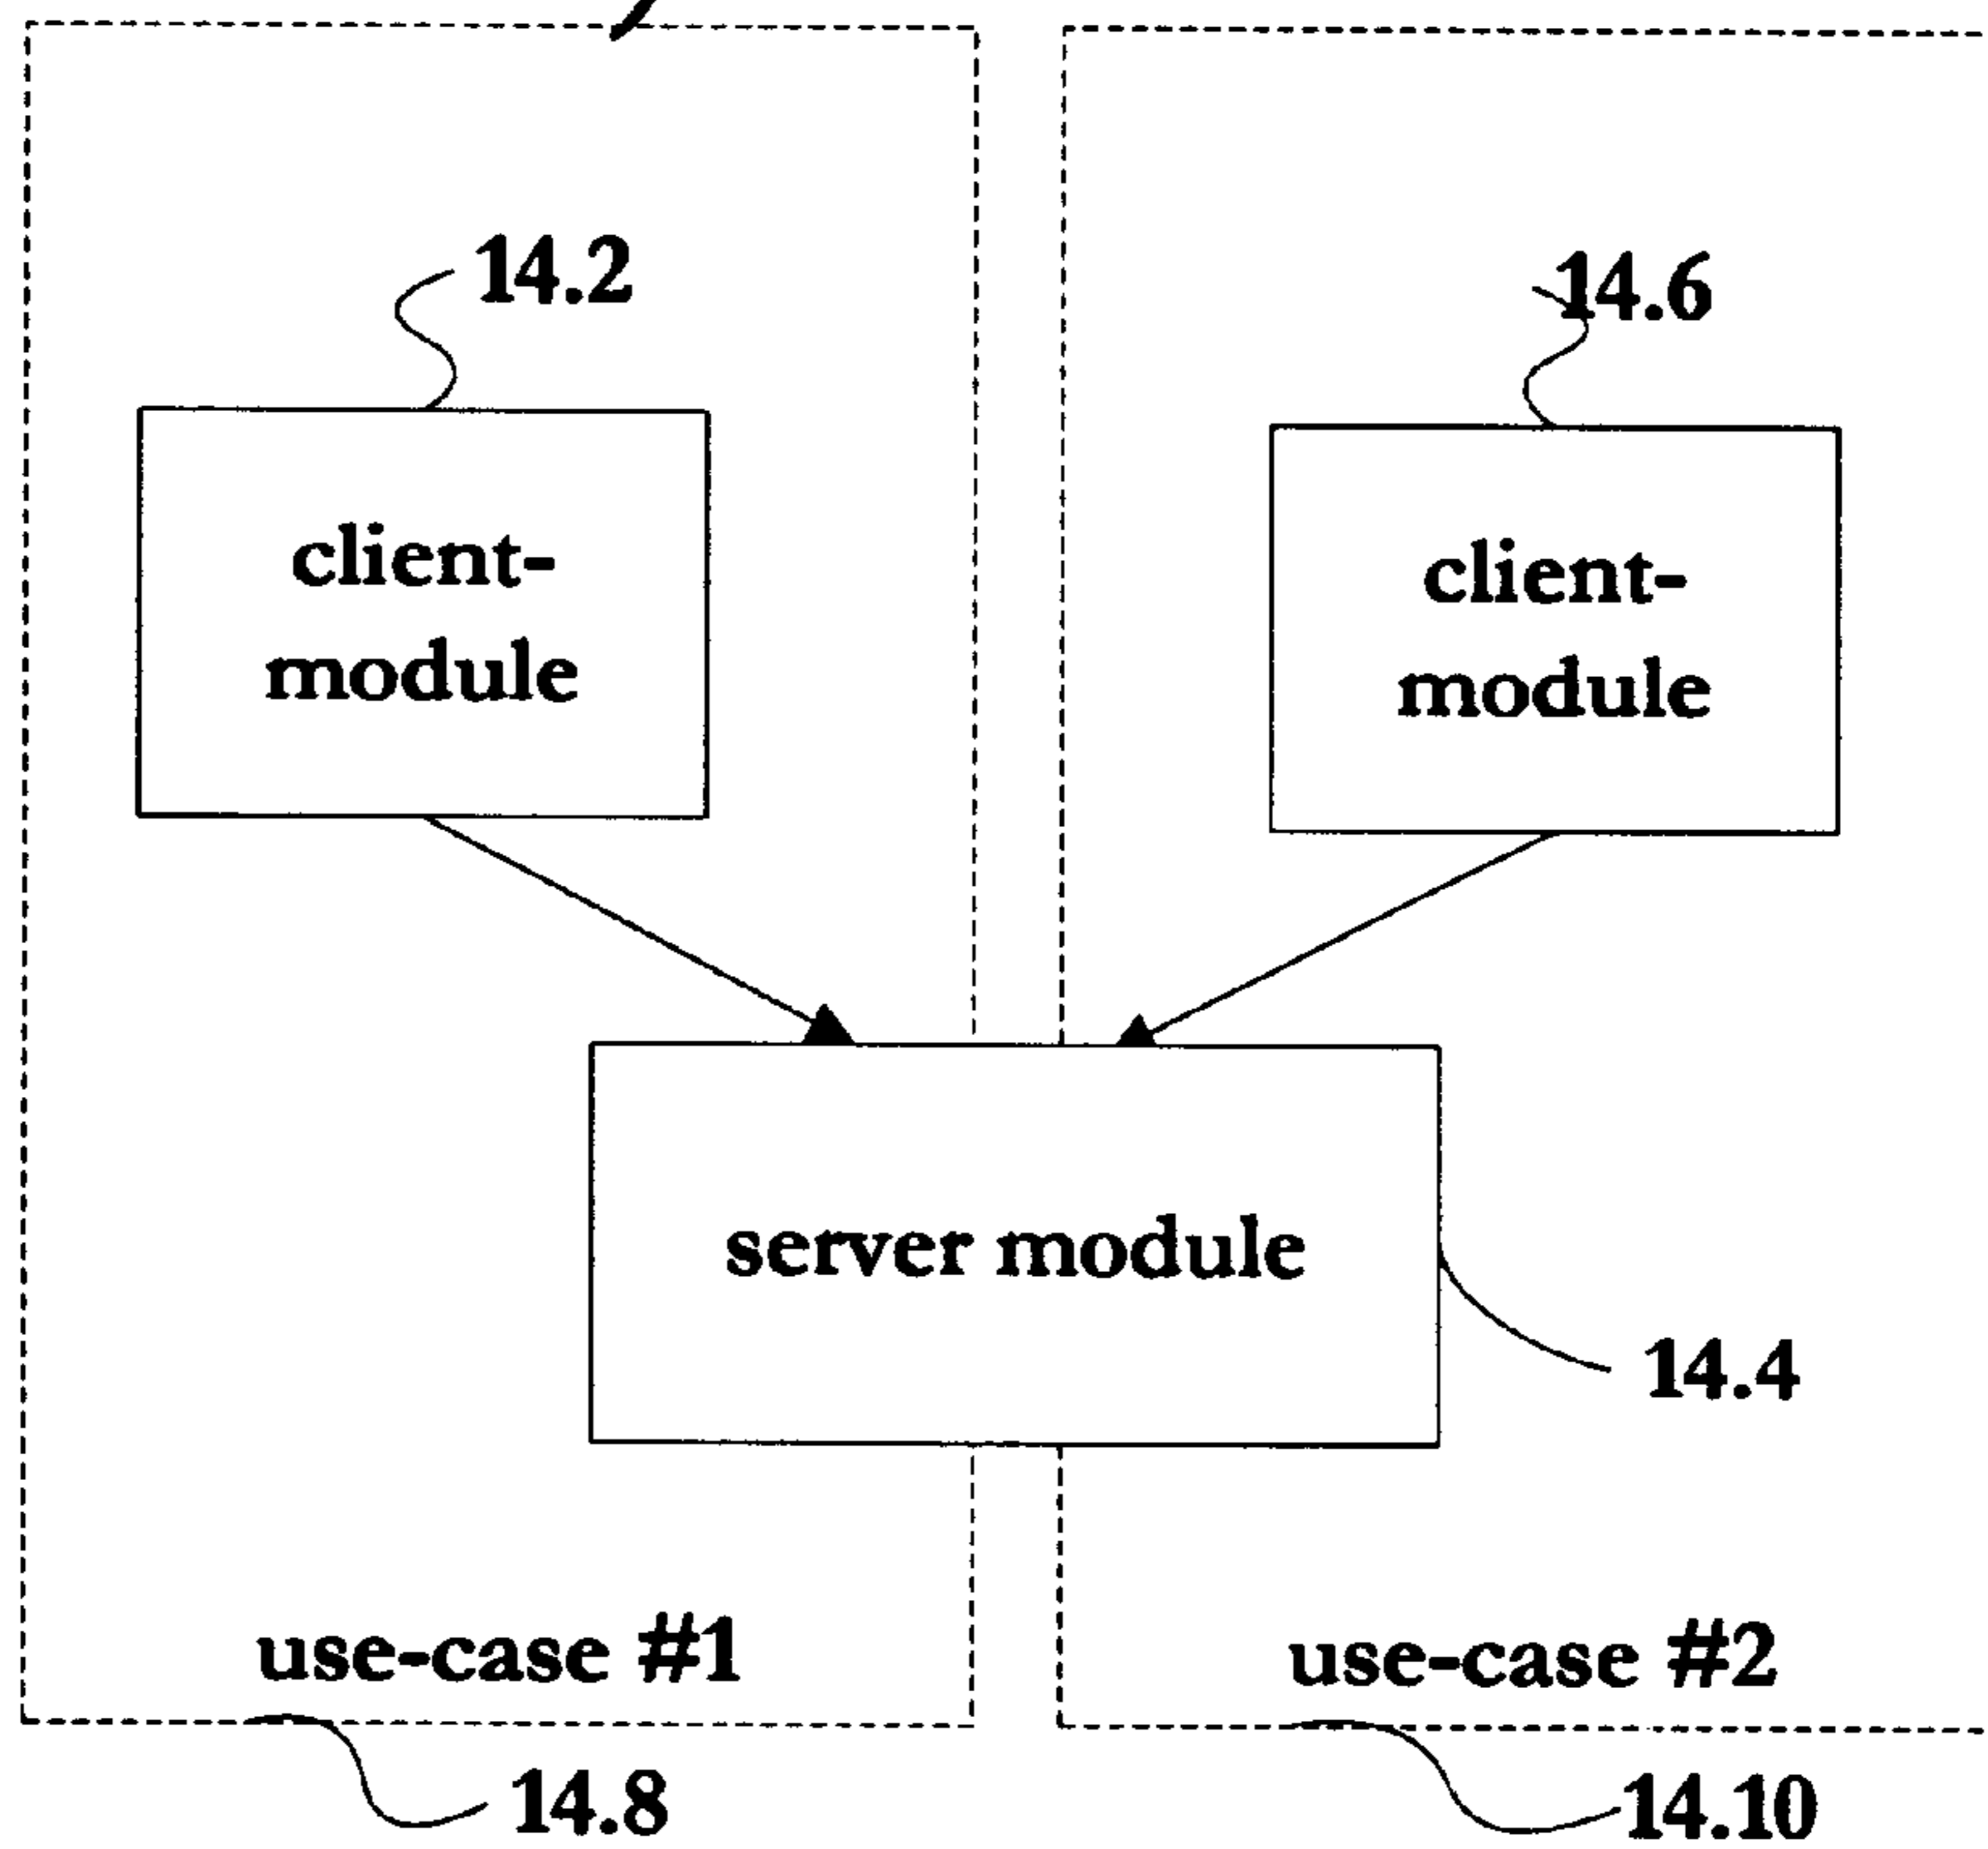 14.2
14.6
client-
module
client-
module
server module
14.4
use-case #1
use-case #2
14.8
14.10